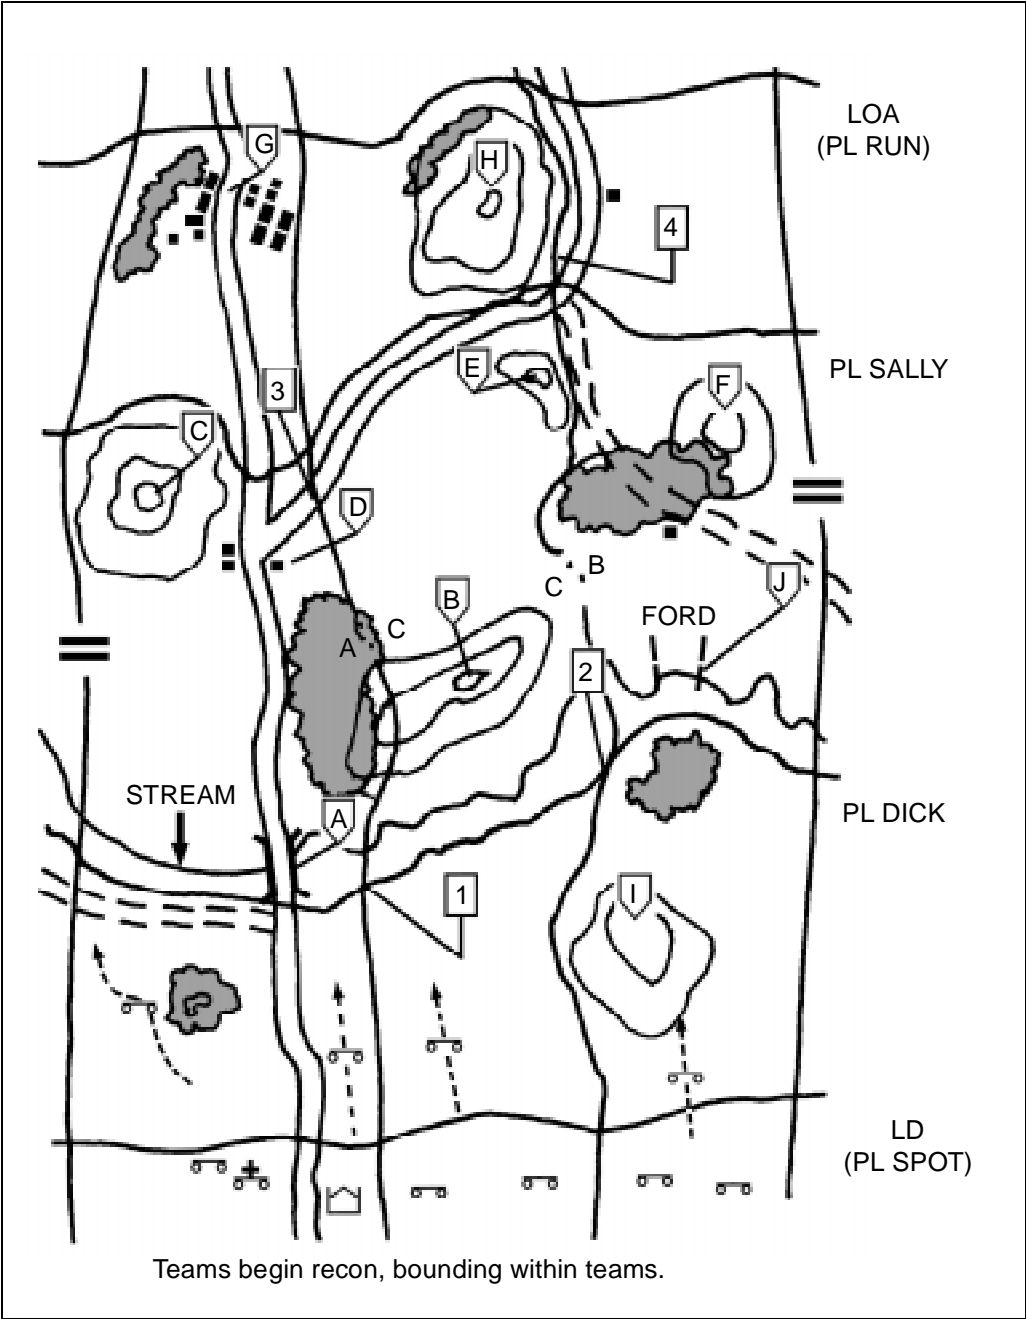 LOA
(PL RUN)
G
H
4
PL SALLY
E
F
3
C
D
B
C
J
B
FORD
C
A
2
STREAM
A
PL DICK
I
1
LD
(PL SPOT)
Teams begin recon, bounding within teams.